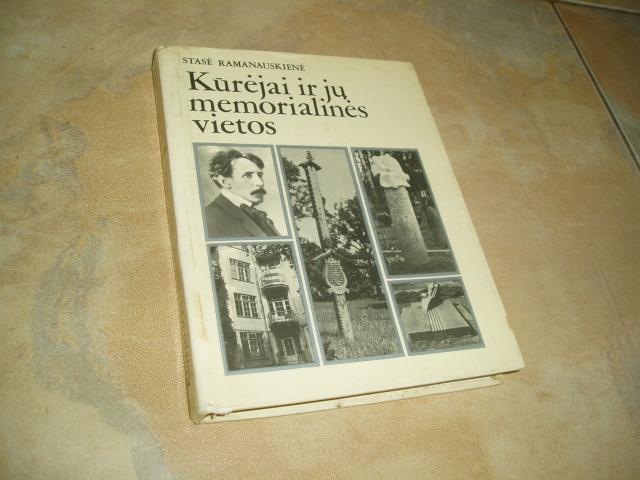 STASĖ RAMANAUSKIENĖ
Kūrėjai ir jų
memorialinės
vietos